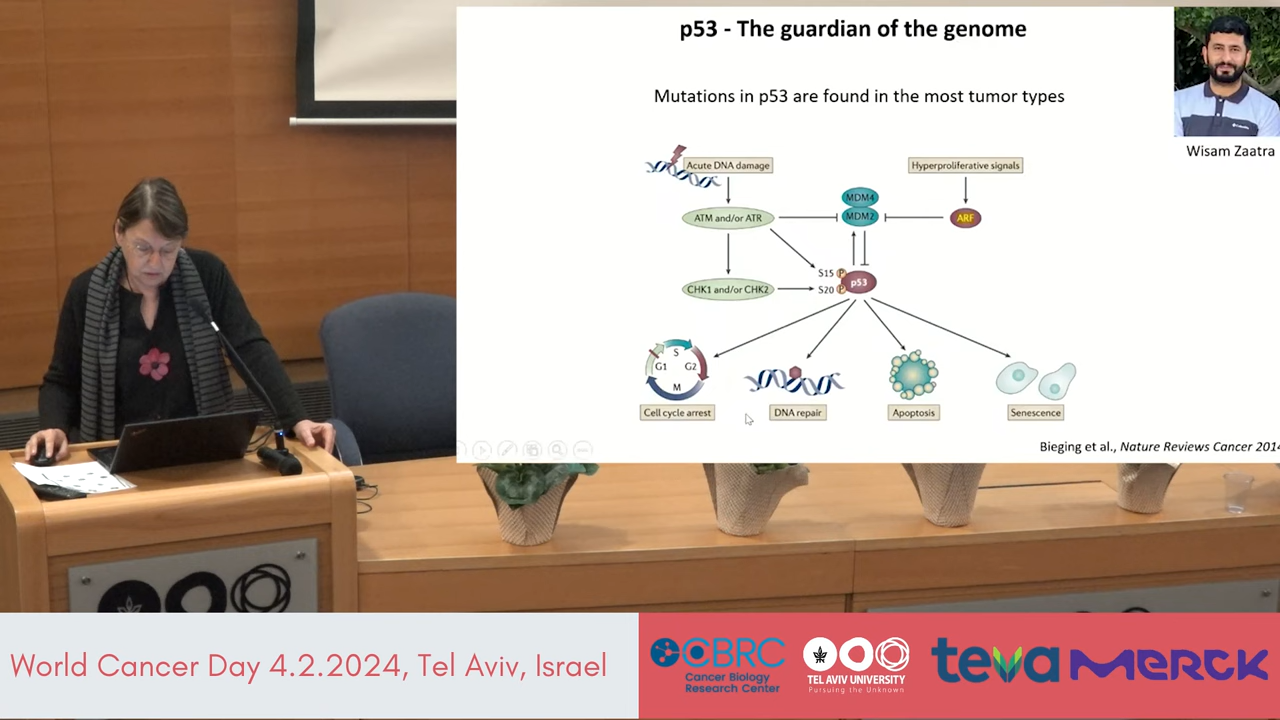 p53 - The guardian of the genome
Mutations in p53 are found in the most tumor types
Wisam Zaatra
Acute DNA damage
Hyperproliferative signals
MDM4
ATM and/or ATR
MDM2
ARF
S15 P
p53
CHK1 and/or CHK2
S20 P
S
G1
G2
M
Cell cycle arrest
DNA repair
Apoptosis
Senescence
Bieging et al., Nature Reviews Cancer 2014
World Cancer Day 4.2.2024, Tel Aviv, Israel
CBRC
Cancer Biology
Research Center
TEL AVIV UNIVERSITY
Pursuing the Unknown
teva
MERCK